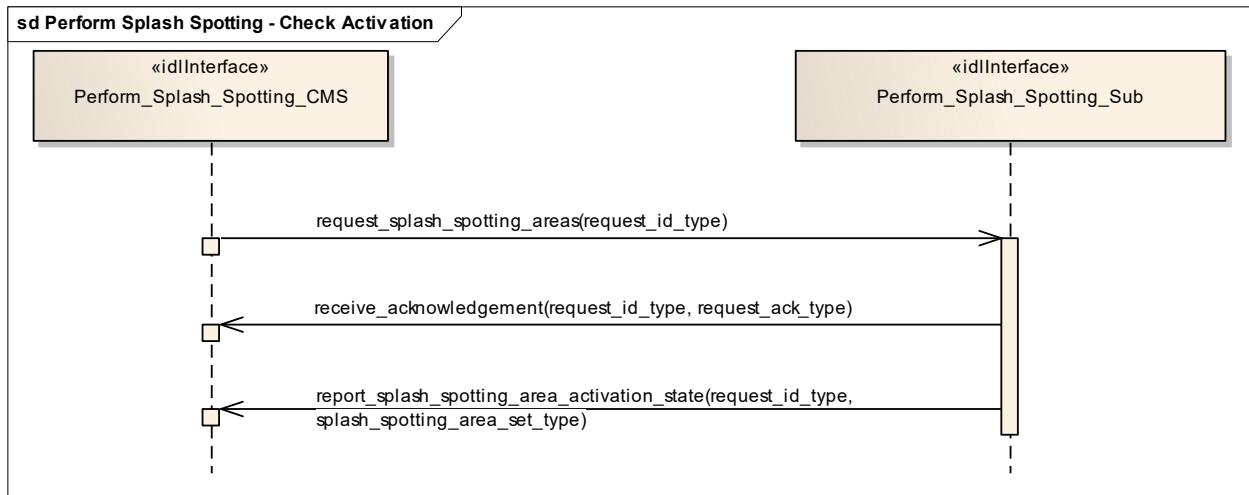 sd Perform Splash Spotting - Check Activation
«idlInterface»
Perform_Splash_Spotting_CMS
«idlInterface»
Perform_Splash_Spotting_Sub
request_splash_spotting_areas(request_id_type)
receive_acknowledgement(request_id_type, request_ack_type)
report_splash_spotting_area_activation_state(request_id_type,
splash_spotting_area_set_type)